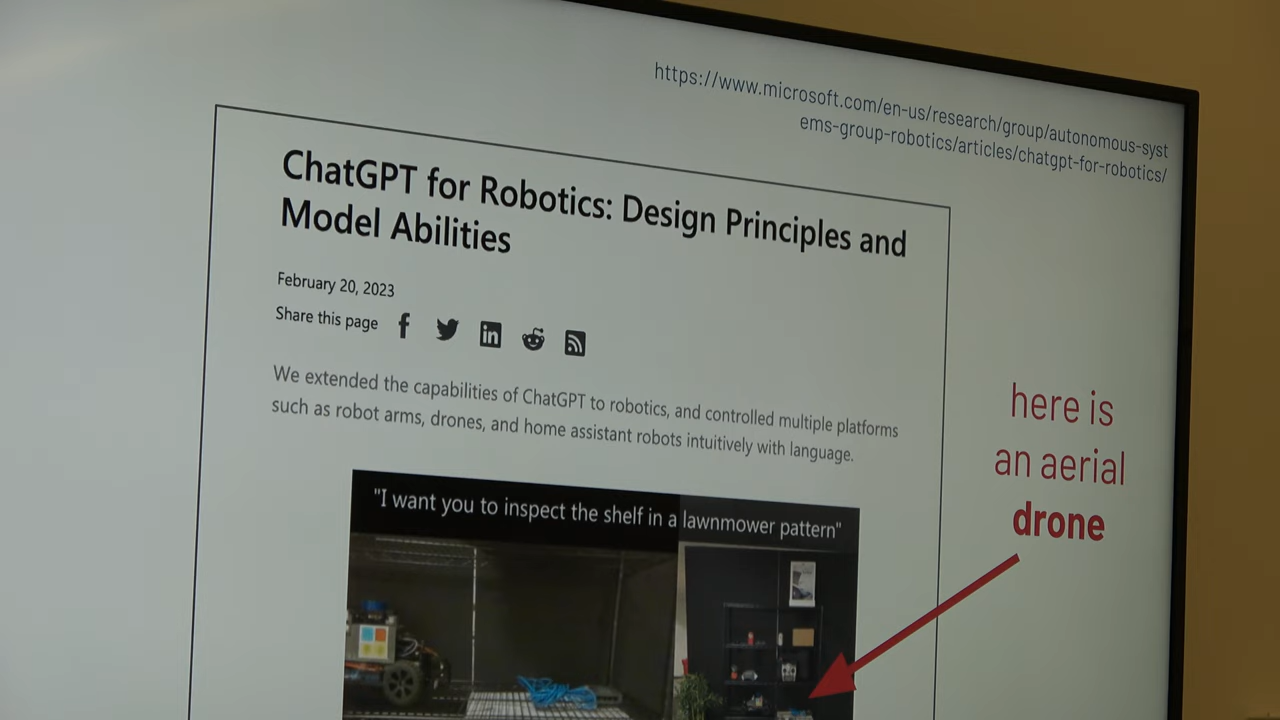 https://www.microsoft.com/en-us/research/group/autonomous-syst
ems-group-robotics/articles/chatgpt-for-robotics/
ChatGPT for Robotics: Design Principles and
Model Abilities
February 20, 2023
Share this page
We extended the capabilities of ChatGPT to robotics, and controlled multiple platforms
such as robot arms, drones, and home assistant robots intuitively with language.
"I want you to inspect the shelf in a lawnmower pattern"
here is
an aerial
drone